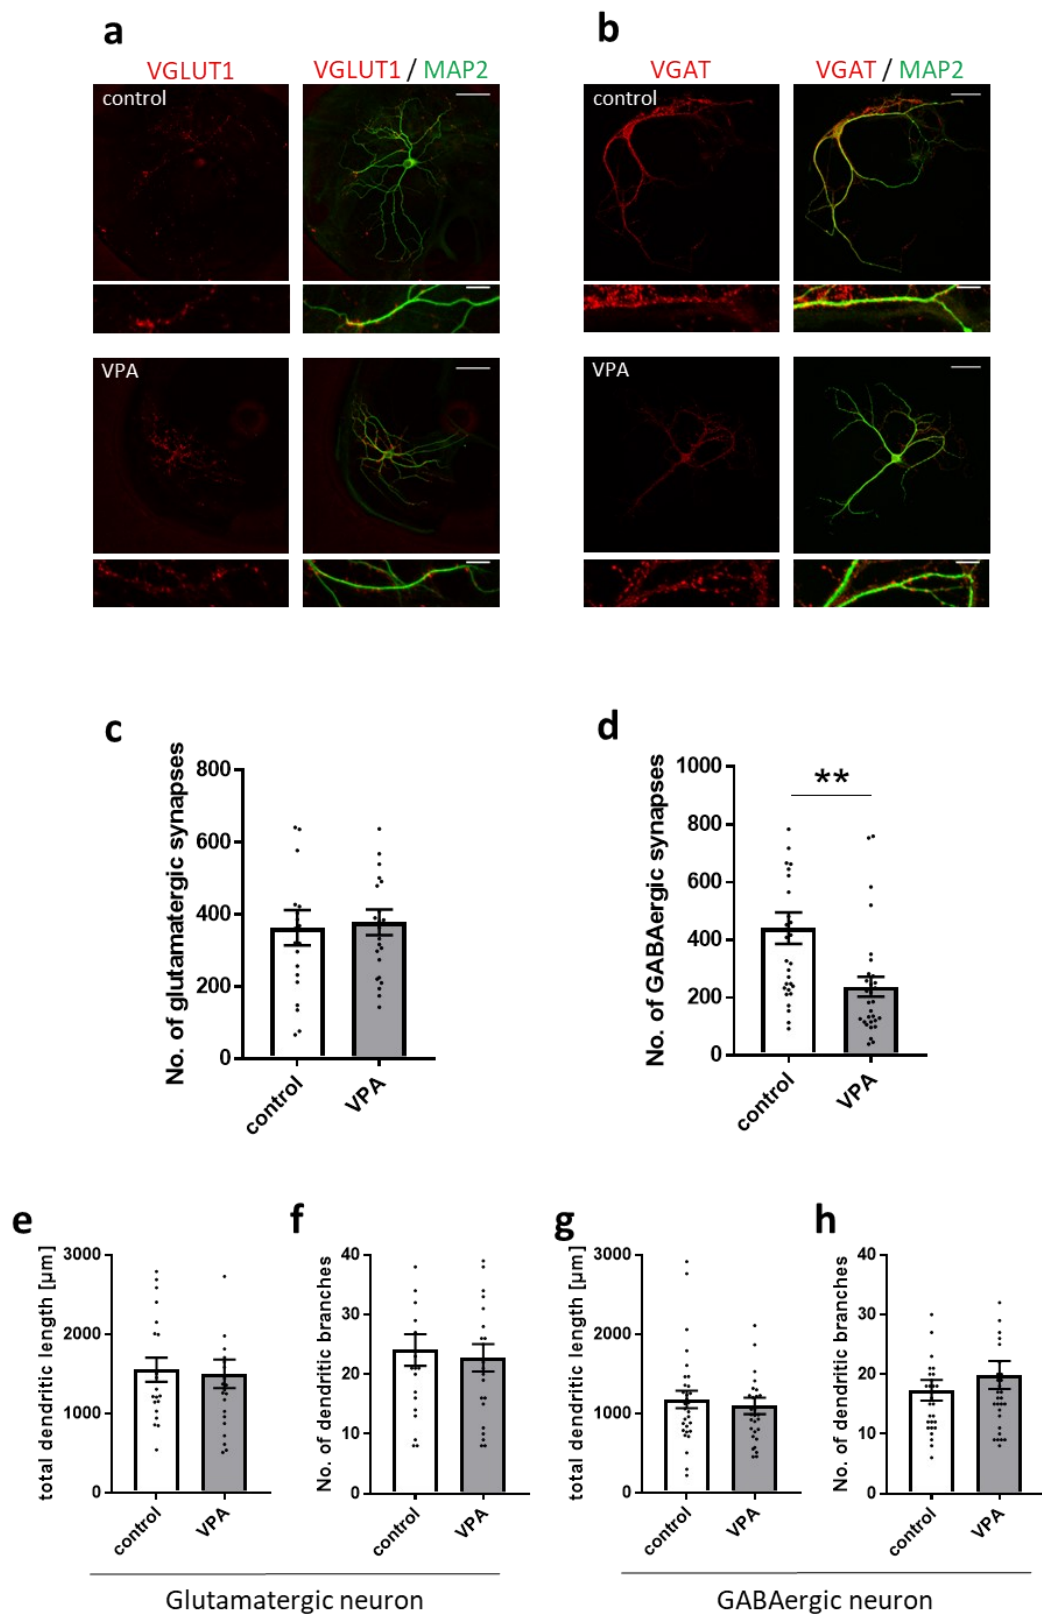 a
b
VGLUT1
VGLUT1 / MAP2
VGAT
VGAT / MAP2
control
control
VPA
VPA
c
No. of glutamatergic synapses
800
600
400
200
0
control
VPA
d
No. of GABAergic synapses
1000
800
600
400
200
0
**
control
VPA
e
total dendritic length [µm]
3000
2000
1000
0
control
VPA
f
No. of dendritic branches
40
30
20
10
0
control
VPA
g
total dendritic length [µm]
3000
2000
1000
0
control
VPA
h
No. of dendritic branches
40
30
20
10
0
control
VPA
Glutamatergic neuron
GABAergic neuron